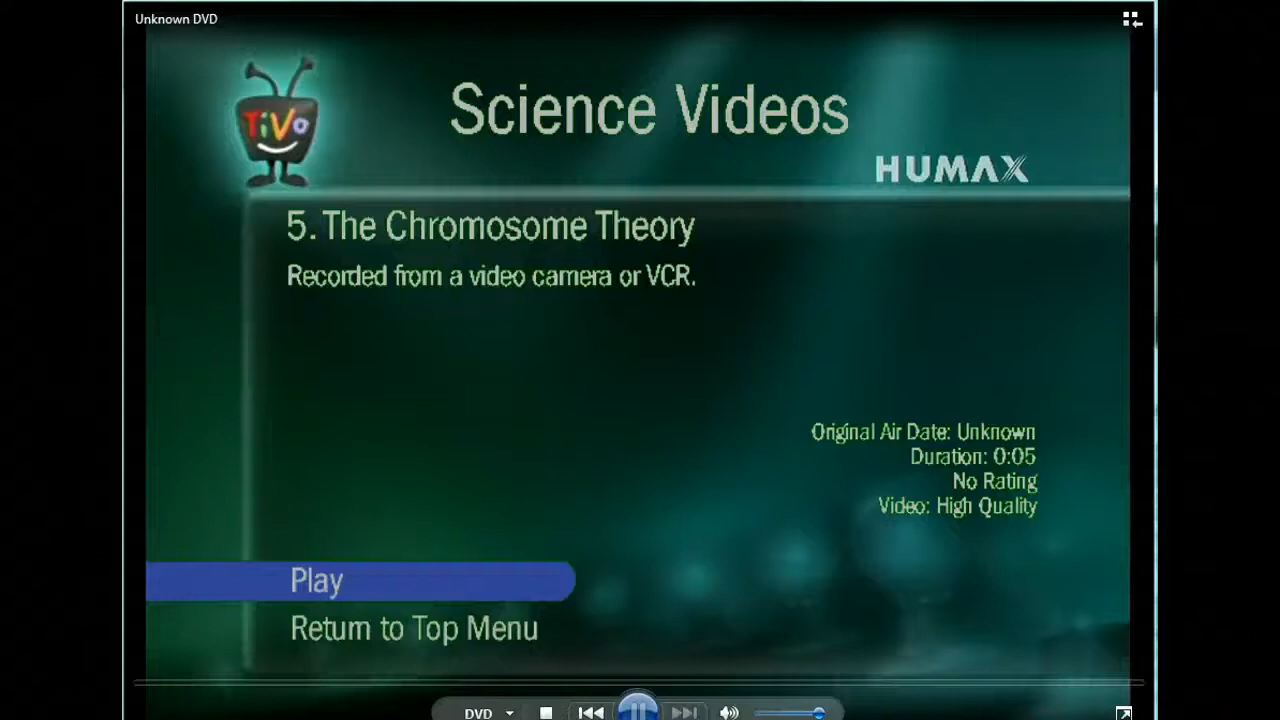 Unknown DVD
TiVo
Science Videos
HUMAX
5. The Chromosome Theory
Recorded from a video camera or VCR.
Original Air Date: Unknown
Duration: 0:05
No Rating
Video: High Quality
Play
Return to Top Menu
DVD